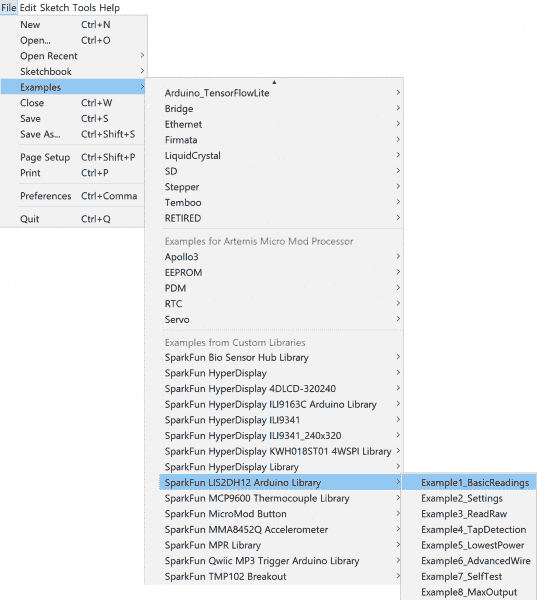 File Edit Sketch Tools Help
New Ctrl+N
Open... Ctrl+O
Open Recent
Sketchbook
Examples
Close Ctrl+W
Save Ctrl+S
Save As... Ctrl+Shift+S
Page Setup Ctrl+Shift+P
Print Ctrl+P
Preferences Ctrl+Comma
Quit Ctrl+Q
Arduino_TensorFlowLite
Bridge
Ethernet
Firmata
LiquidCrystal
SD
Stepper
Temboo
RETIRED
Examples for Artemis Micro Mod Processor
Apollo3
EEPROM
PDM
RTC
Servo
Examples from Custom Libraries
SparkFun Bio Sensor Hub Library
SparkFun HyperDisplay
SparkFun HyperDisplay 4DLCD-320240
SparkFun HyperDisplay ILI9163C Arduino Library
SparkFun HyperDisplay ILI9341
SparkFun HyperDisplay ILI9341_240x320
SparkFun HyperDisplay KWH018ST01 4WSPI Library
SparkFun HyperDisplay Library
SparkFun LIS2DH12 Arduino Library
SparkFun MCP9600 Thermocouple Library
SparkFun MicroMod Button
SparkFun MMA8452Q Accelerometer
SparkFun MPR Library
SparkFun Qwiic MP3 Trigger Arduino Library
SparkFun TMP102 Breakout
Example1_BasicReadings
Example2_Settings
Example3_ReadRaw
Example4_TapDetection
Example5_LowestPower
Example6_AdvancedWire
Example7_SelfTest
Example8_MaxOutput